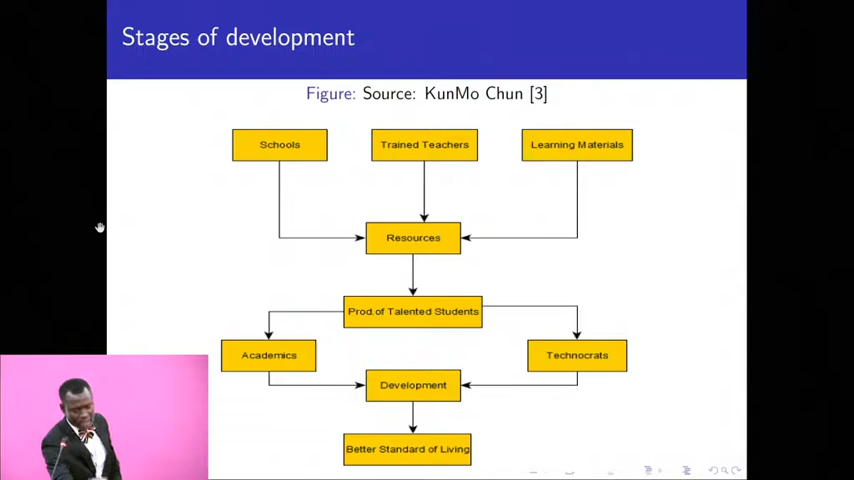 Stages of development
Figure: Source: KunMo Chun [3]
Schools
Trained Teachers
Learning Materials
Resources
Prod.of Talented Students
Academics
Technocrats
Development
Better Standard of Living